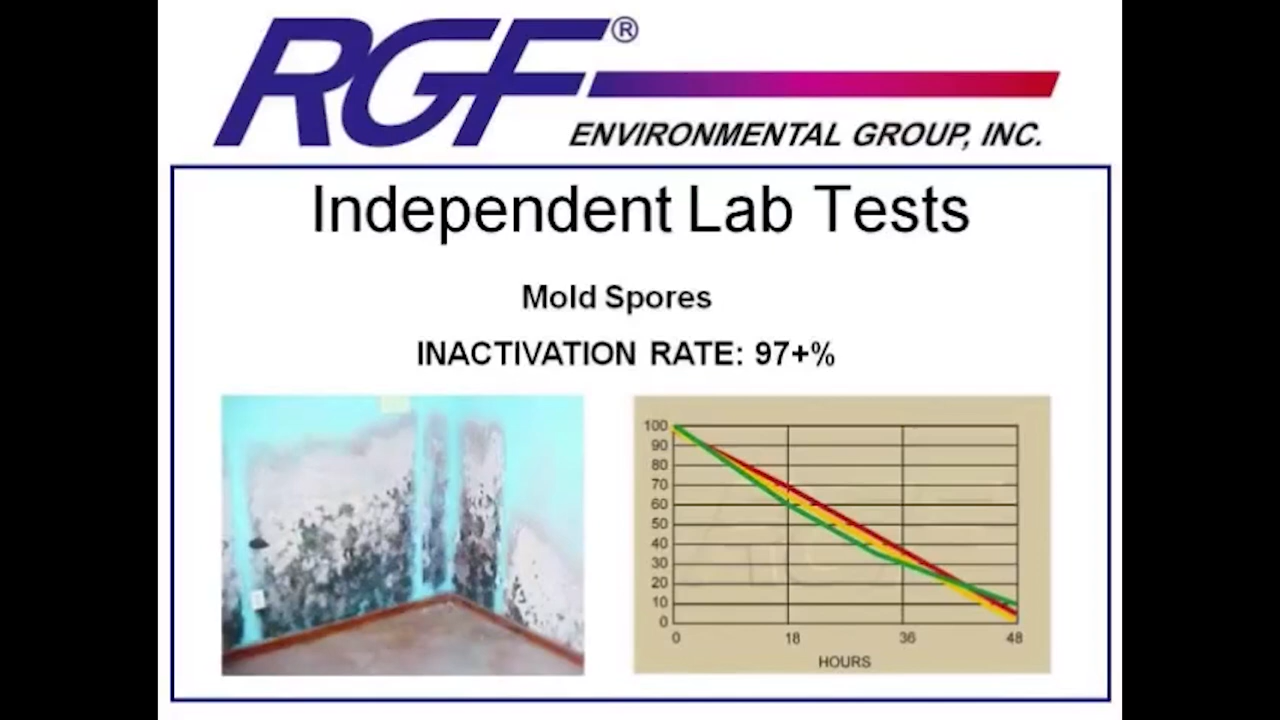 RGF®
ENVIRONMENTAL GROUP, INC.
Independent Lab Tests
Mold Spores
INACTIVATION RATE: 97+%
100
90
80
70
60
50
40
30
20
10
0
0 18 36 48
HOURS